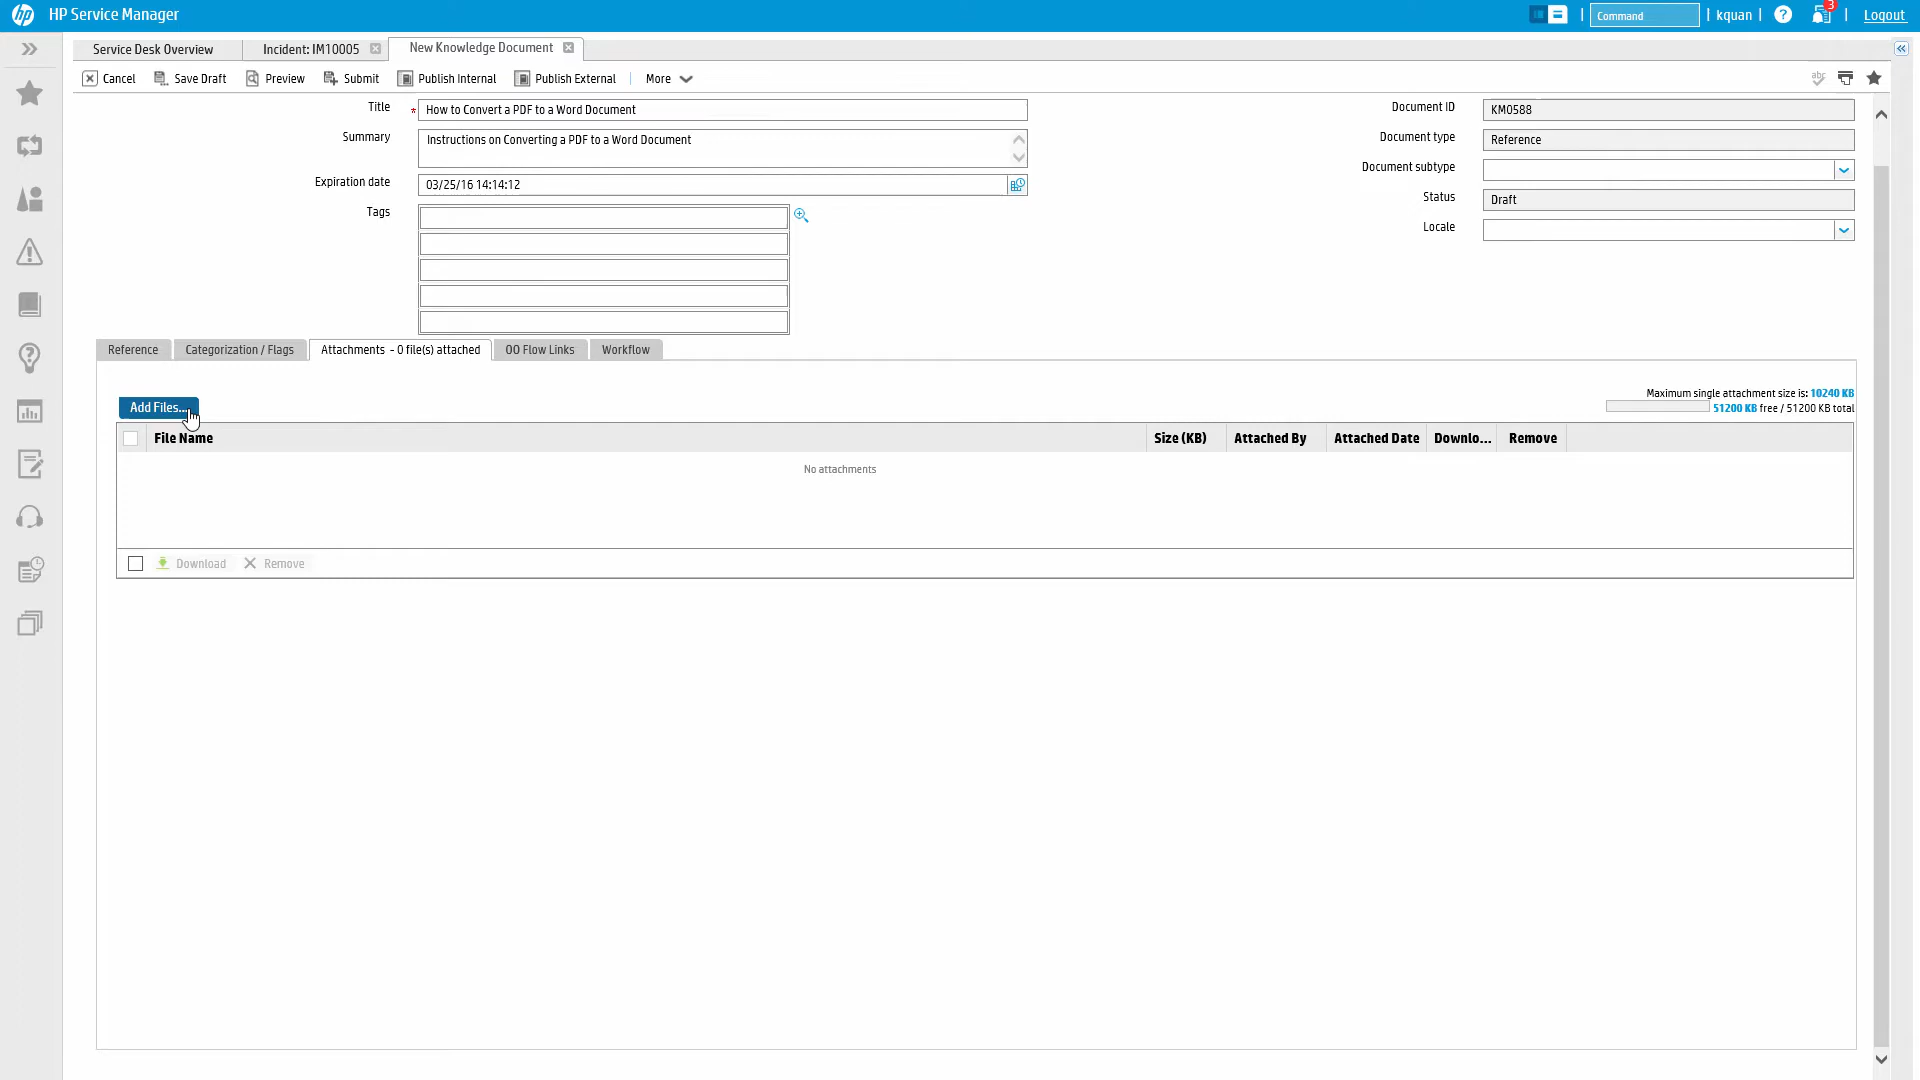 hp HP Service Manager Command kquan 3 Logout
Service Desk Overview Incident: IM10005 New Knowledge Document
Cancel Save Draft Preview Submit Publish Internal Publish External More abc
Title * How to Convert a PDF to a Word Document Document ID KM0588
Summary Instructions on Converting a PDF to a Word Document Document type Reference
Document subtype
Expiration date 03/25/16 14:14:12
Status Draft
Tags
Locale
Reference Categorization / Flags Attachments - 0 file(s) attached OO Flow Links Workflow
Maximum single attachment size is: 10240 KB
Add Files... 51200 KB free / 51200 KB total
File Name Size (KB) Attached By Attached Date Downlo... Remove
No attachments
Download Remove